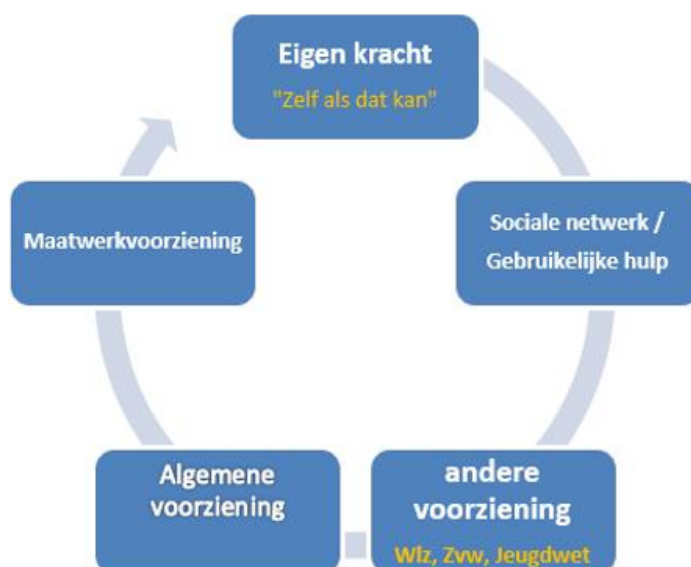 Eigen kracht
"Zelf als dat kan"
Sociale netwerk /
Gebruikelijke hulp
andere
voorziening
Wlz, Zvw, Jeugdwet
Algemene
voorziening
Maatwerkvoorziening